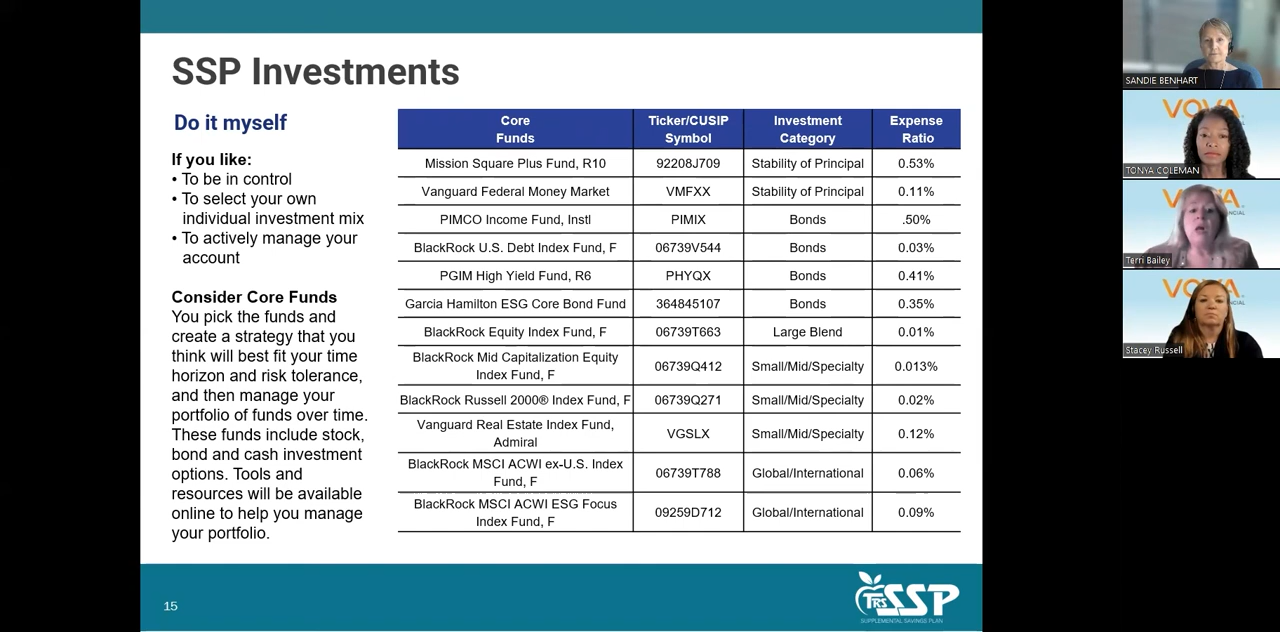 SSP Investments
Do it myself
If you like:
• To be in control
• To select your own
individual investment mix
• To actively manage your
account
Consider Core Funds
You pick the funds and
create a strategy that you
think will best fit your time
horizon and risk tolerance,
and then manage your
portfolio of funds over time.
These funds include stock,
bond and cash investment
options. Tools and
resources will be available
online to help you manage
your portfolio.
Core Funds Ticker/CUSIP Symbol Investment Category Expense Ratio
Mission Square Plus Fund, R10 92208J709 Stability of Principal 0.53%
Vanguard Federal Money Market VMFXX Stability of Principal 0.11%
PIMCO Income Fund, Instl PIMIX Bonds .50%
BlackRock U.S. Debt Index Fund, F 06739V544 Bonds 0.03%
PGIM High Yield Fund, R6 PHYQX Bonds 0.41%
Garcia Hamilton ESG Core Bond Fund 364845107 Bonds 0.35%
BlackRock Equity Index Fund, F 06739T663 Large Blend 0.01%
BlackRock Mid Capitalization Equity Index Fund, F 06739Q412 Small/Mid/Specialty 0.013%
BlackRock Russell 2000® Index Fund, F 06739Q271 Small/Mid/Specialty 0.02%
Vanguard Real Estate Index Fund, Admiral VGSLX Small/Mid/Specialty 0.12%
BlackRock MSCI ACWI ex-U.S. Index Fund, F 06739T788 Global/International 0.06%
BlackRock MSCI ACWI ESG Focus Index Fund, F 09259D712 Global/International 0.09%
15
TRS SSP
SUPPLEMENTAL SAVINGS PLAN
SANDIE BENHART
VOYA
TONYA COLEMAN
Terri Bailey
Stacey Russell